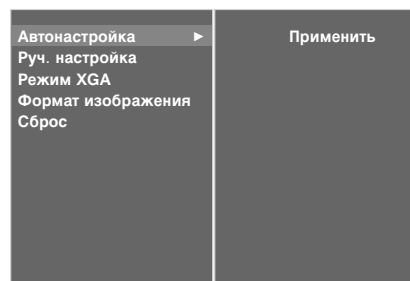 Автонастройка ►
Применить
Руч. настройка
Режим XGA
Формат изображения
Сброс